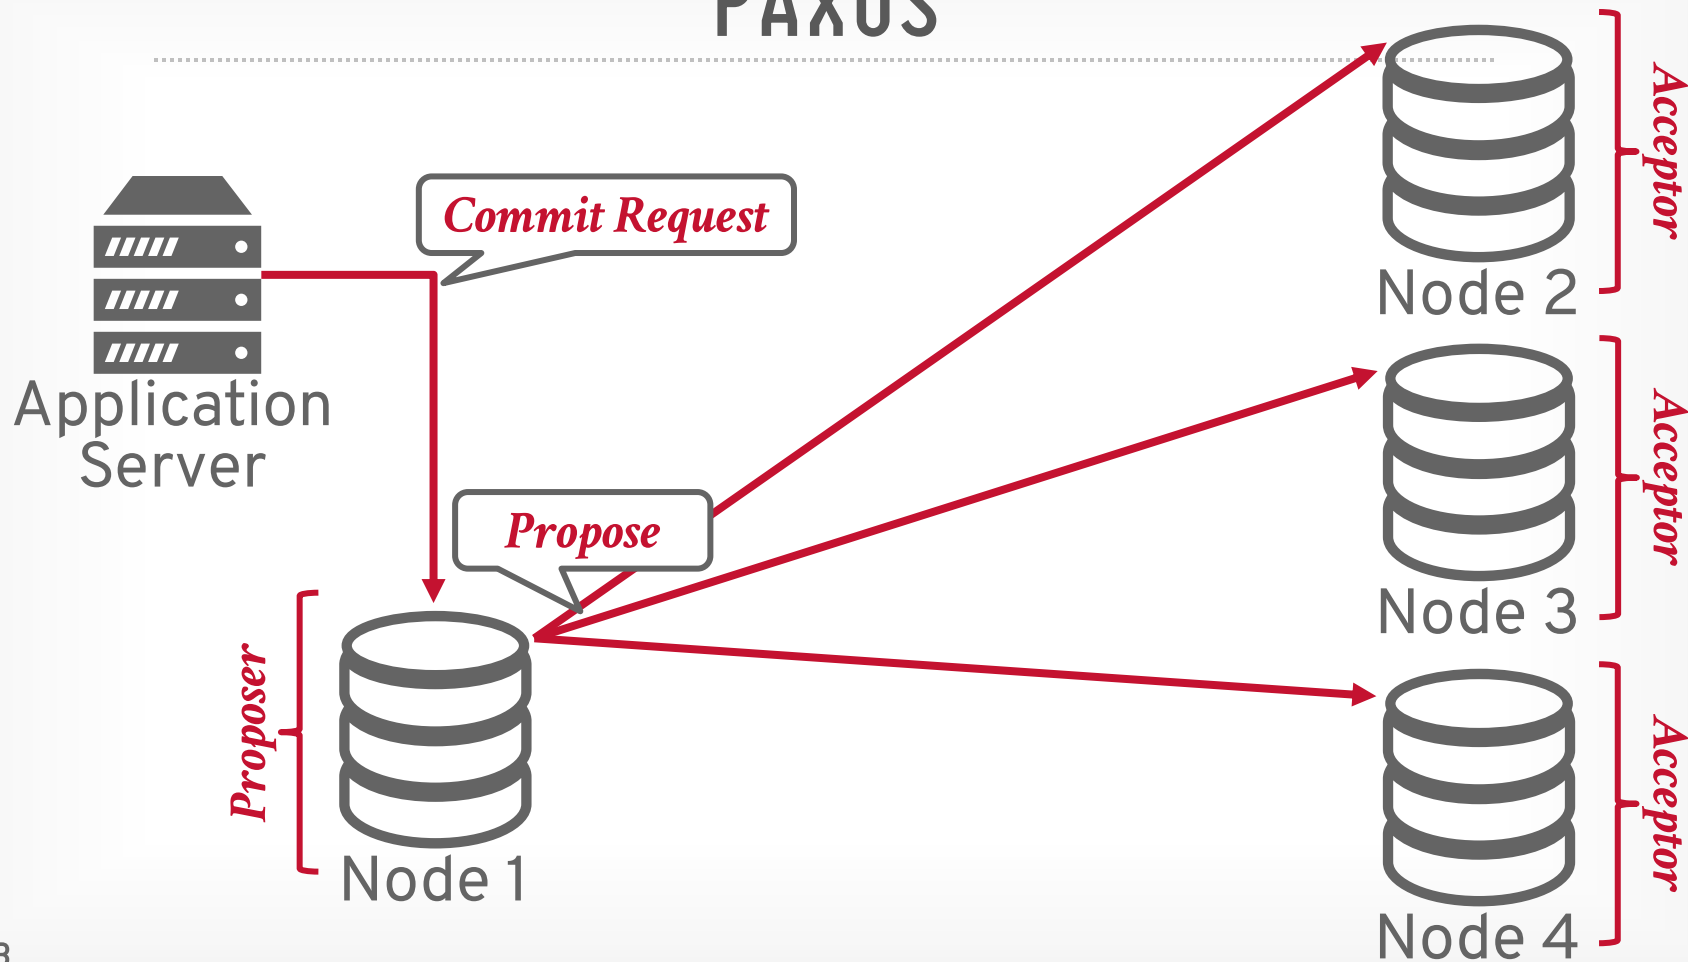 PAXOS
Commit Request
Application
Server
Propose
Proposer
Node 1
Node 2
Acceptor
Node 3
Acceptor
Node 4
Acceptor